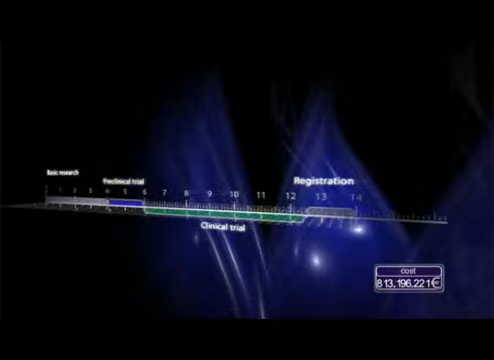 Basic research
Preclinical trial
Registration
1 2 3 4 5 6 7 8 9 10 11 12 13 14
Clinical trial
cost
813,196.221€